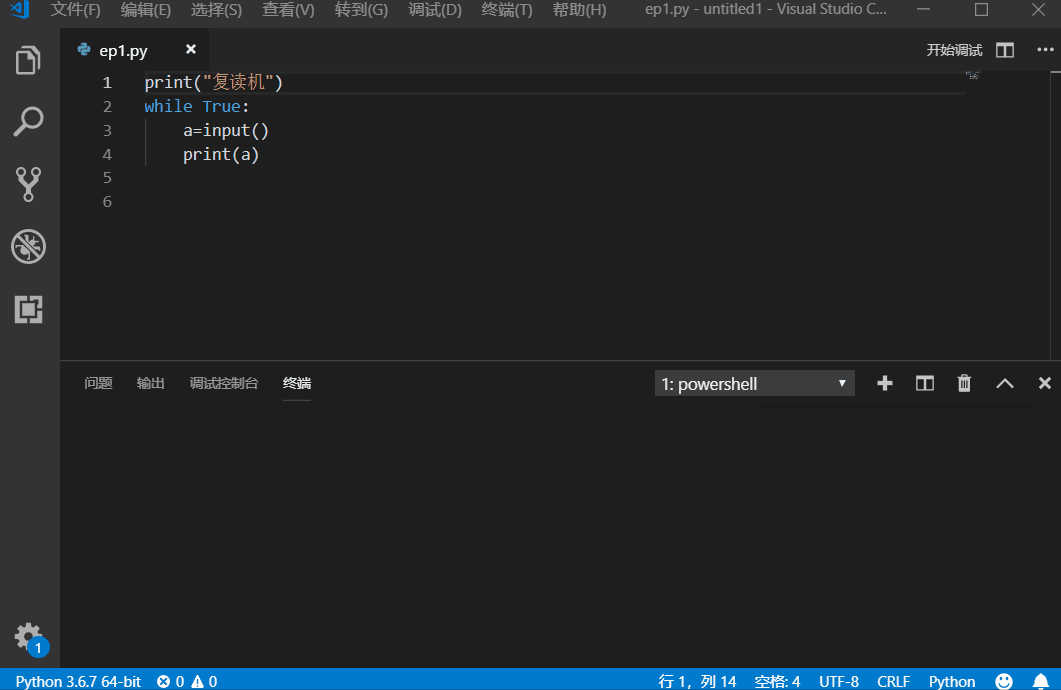 文件(F) 编辑(E) 选择(S) 查看(V) 转到(G) 调试(D) 终端(T) 帮助(H) ep1.py - untitled1 - Visual Studio C...
ep1.py 开始调试
1 print("复读机")
2 while True:
3     a=input()
4     print(a)
5
6
问题 输出 调试控制台 终端 1: powershell
1
Python 3.6.7 64-bit 0 0 行 1，列 14 空格: 4 UTF-8 CRLF Python